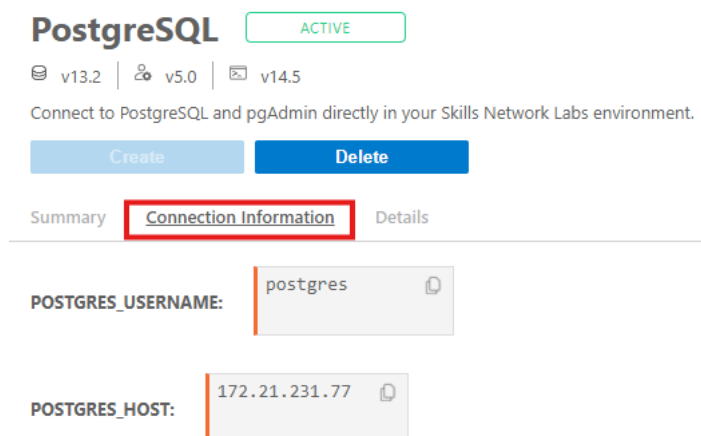 PostgreSQL ACTIVE
v13.2 v5.0 v14.5
Connect to PostgreSQL and pgAdmin directly in your Skills Network Labs environment.
Create Delete
Summary Connection Information Details
POSTGRES_USERNAME: postgres
POSTGRES_HOST: 172.21.231.77